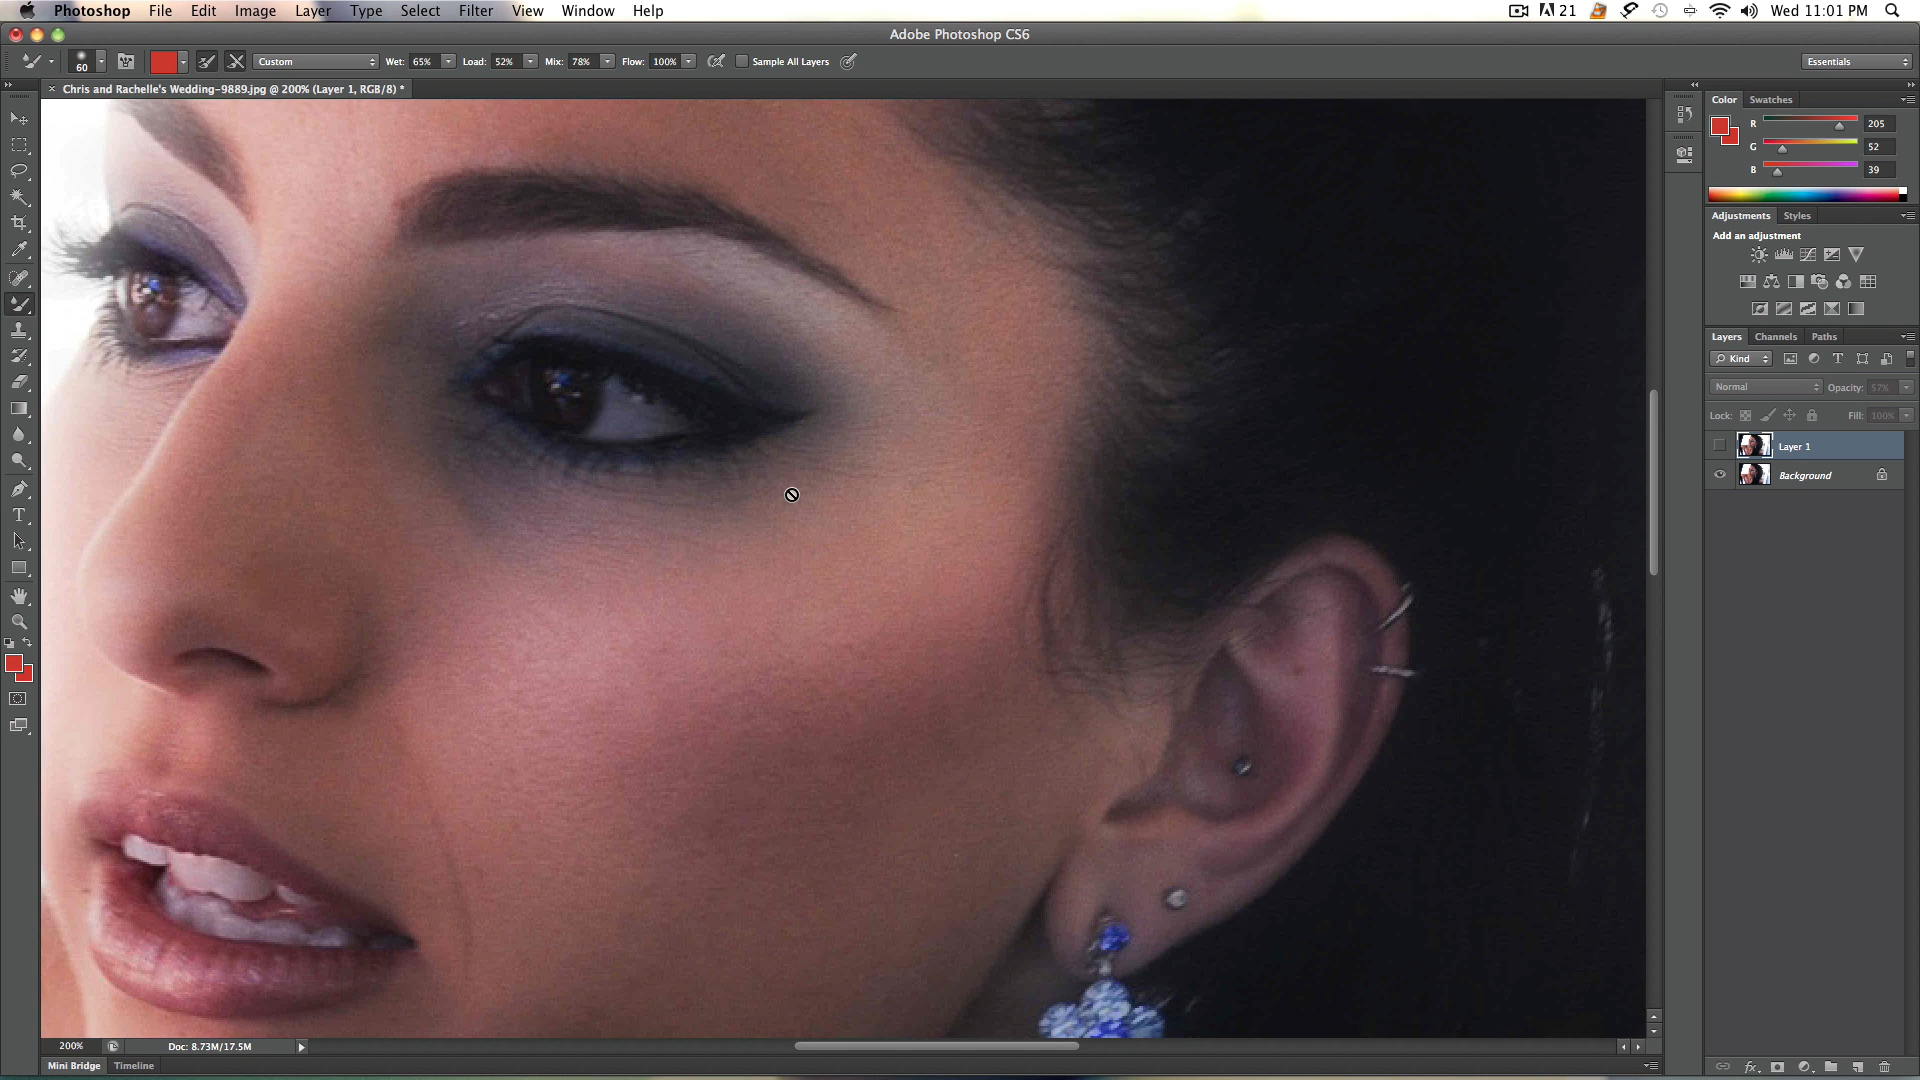 Photoshop File Edit Image Layer Type Select Filter View Window Help 21 Wed 11:01 PM
Adobe Photoshop CS6
60 Custom Wet: 65% Load: 52% Mix: 78% Flow: 100% Sample All Layers Essentials
× Chris and Rachelle's Wedding-9889.jpg @ 200% (Layer 1, RGB/8) *
Color Swatches
R 205
G 52
B 39
Adjustments Styles
Add an adjustment
Layers Channels Paths
Kind
Normal Opacity: 57%
Lock: Fill: 100%
Layer 1
Background
200% Doc: 8.73M/17.5M
Mini Bridge Timeline